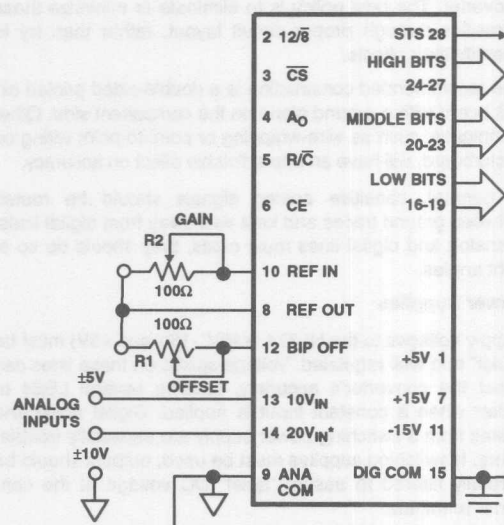 2 12/8̅
STS 28
HIGH BITS
24-27
3 C̅S̅
4 Ao
MIDDLE BITS
20-23
5 R/C̅
LOW BITS
16-19
6 CE
GAIN
R2
100Ω
10 REF IN
8 REF OUT
100Ω
R1
12 BIP OFF
+5V 1
OFFSET
±5V
+15V 7
13 10VIN
ANALOG
INPUTS
14 20VIN*
-15V 11
±10V
9 ANA
COM
DIG COM 15